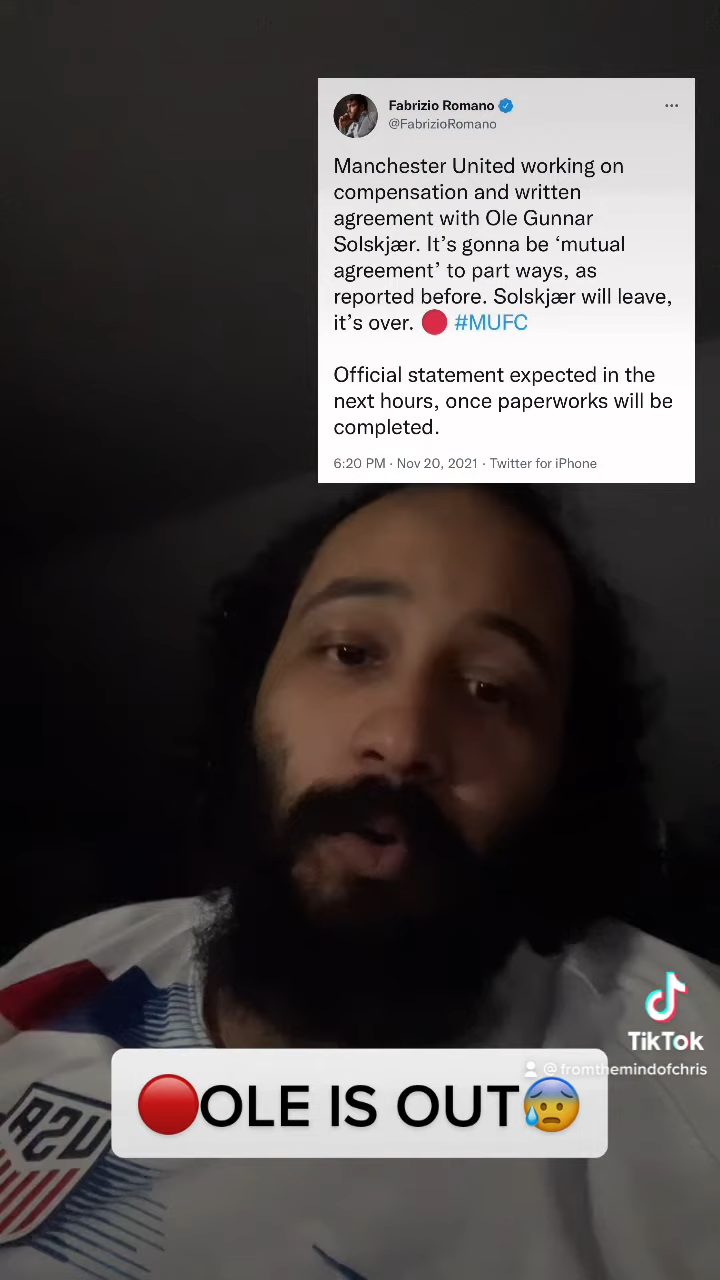 Fabrizio Romano
@FabrizioRomano
Manchester United working on
compensation and written
agreement with Ole Gunnar
Solskjær. It’s gonna be ‘mutual
agreement’ to part ways, as
reported before. Solskjær will leave,
it’s over. 🔴 #MUFC
Official statement expected in the
next hours, once paperworks will be
completed.
6:20 PM · Nov 20, 2021 · Twitter for iPhone
TikTok
@fromthemindofchris
🔴OLE IS OUT😰
USA